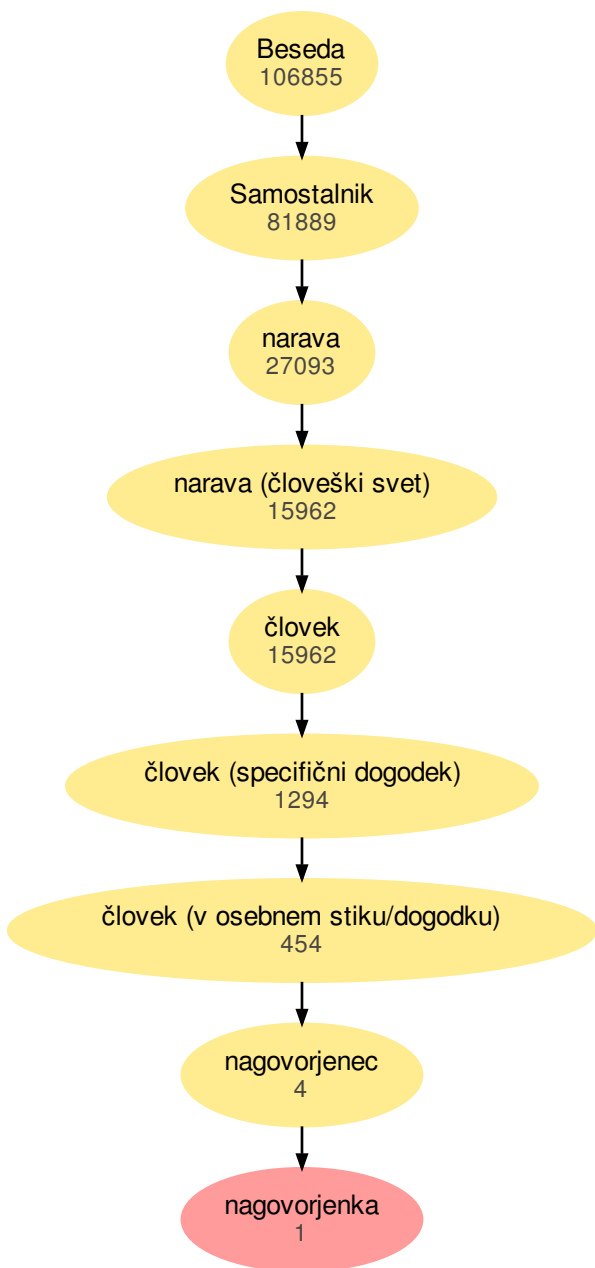 Beseda
106855
Samostalnik
81889
narava
27093
narava (človeški svet)
15962
človek
15962
človek (specifični dogodek)
1294
človek (v osebnem stiku/dogodku)
454
nagovorjenec
4
nagovorjenka
1